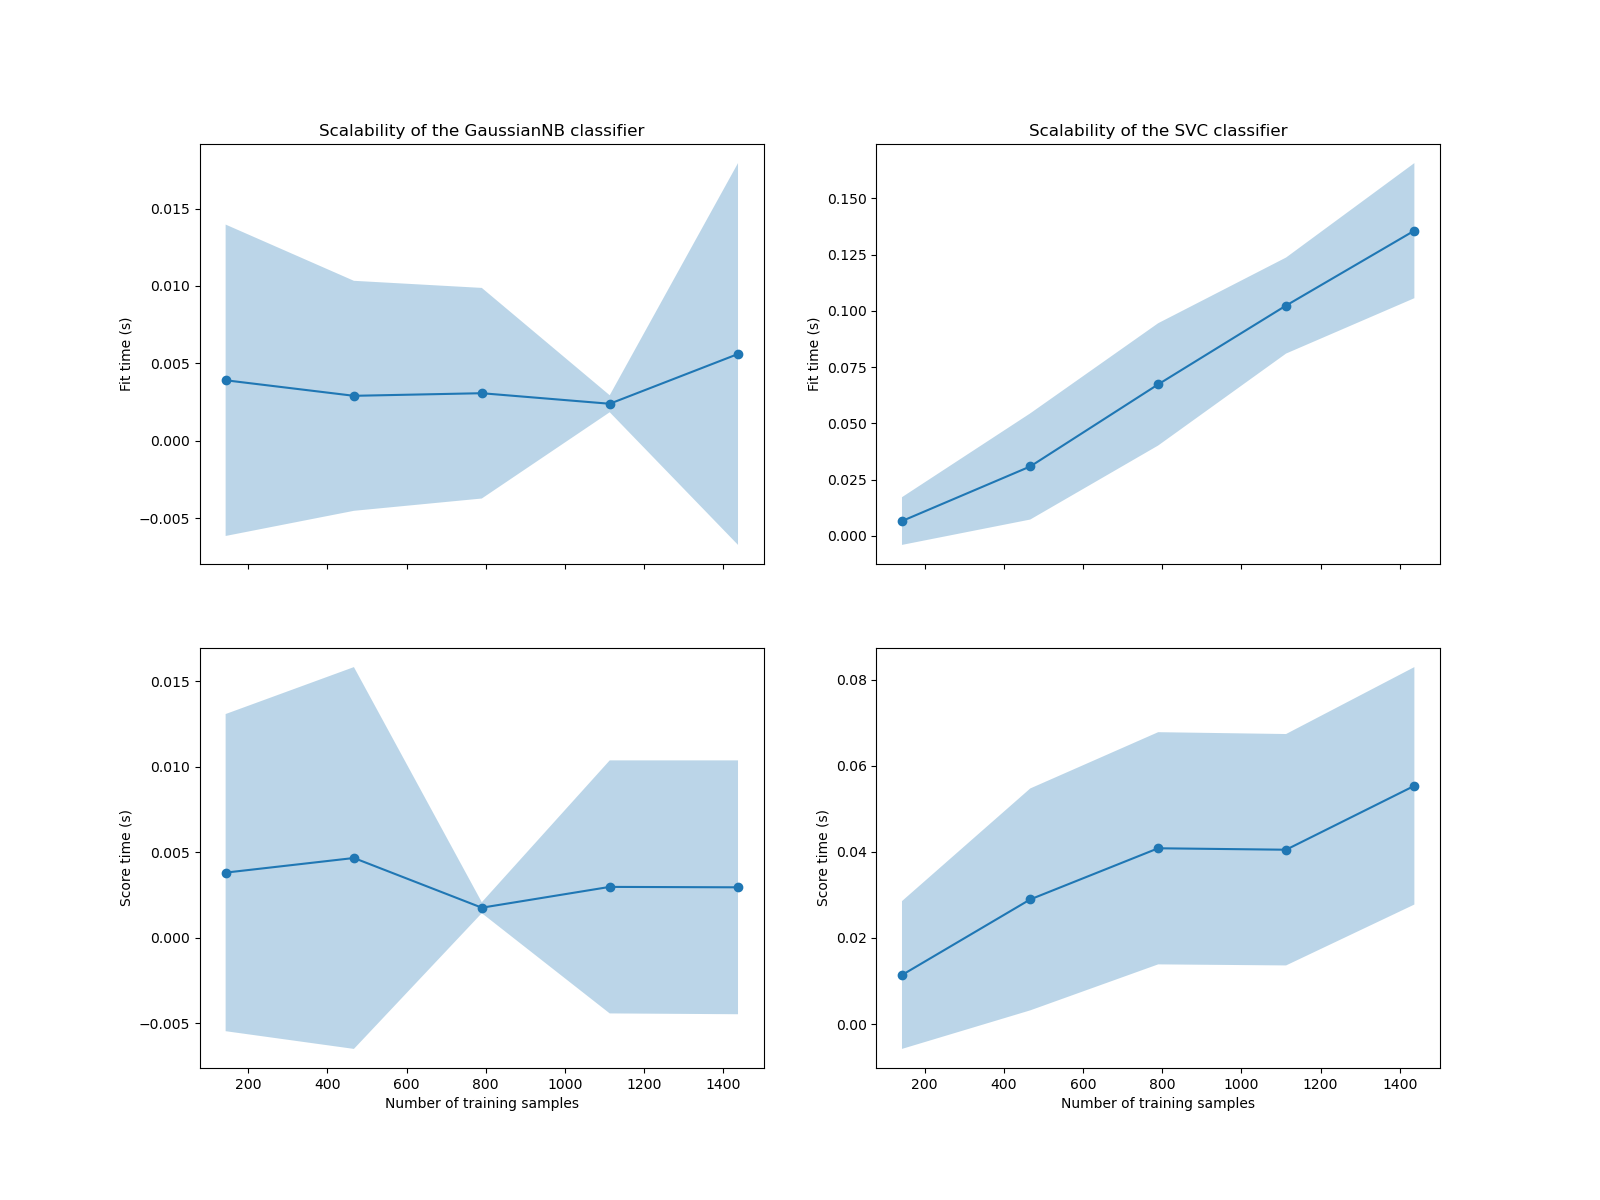 Scalability of the GaussianNB classifier
0.015
0.010
0.005
0.000
−0.005
Fit time (s)
Scalability of the SVC classifier
0.150
0.125
0.100
0.075
0.050
0.025
0.000
Fit time (s)
0.015
0.010
0.005
0.000
−0.005
Score time (s)
200 400 600 800 1000 1200 1400
Number of training samples
0.08
0.06
0.04
0.02
0.00
Score time (s)
200 400 600 800 1000 1200 1400
Number of training samples